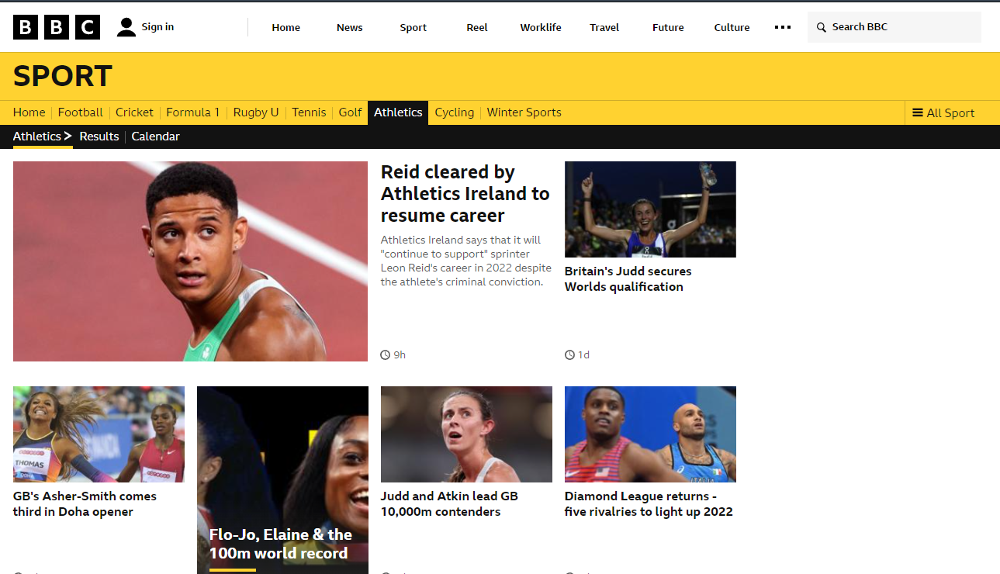 BBC
Sign in
Home
News
Sport
Reel
Worklife
Travel
Future
Culture
Search BBC
SPORT
Home
Football
Cricket
Formula 1
Rugby U
Tennis
Golf
Athletics
Cycling
Winter Sports
All Sport
Athletics
Results
Calendar
Reid cleared by
Athletics Ireland to
resume career
Athletics Ireland says that it will
"continue to support" sprinter
Leon Reid's career in 2022 despite
the athlete's criminal conviction.
9h
Britain's Judd secures
Worlds qualification
1d
THOMAS
DOHA
GB's Asher-Smith comes
third in Doha opener
Flo-Jo, Elaine & the
100m world record
Judd and Atkin lead GB
10,000m contenders
ITALIA
Diamond League returns -
five rivalries to light up 2022